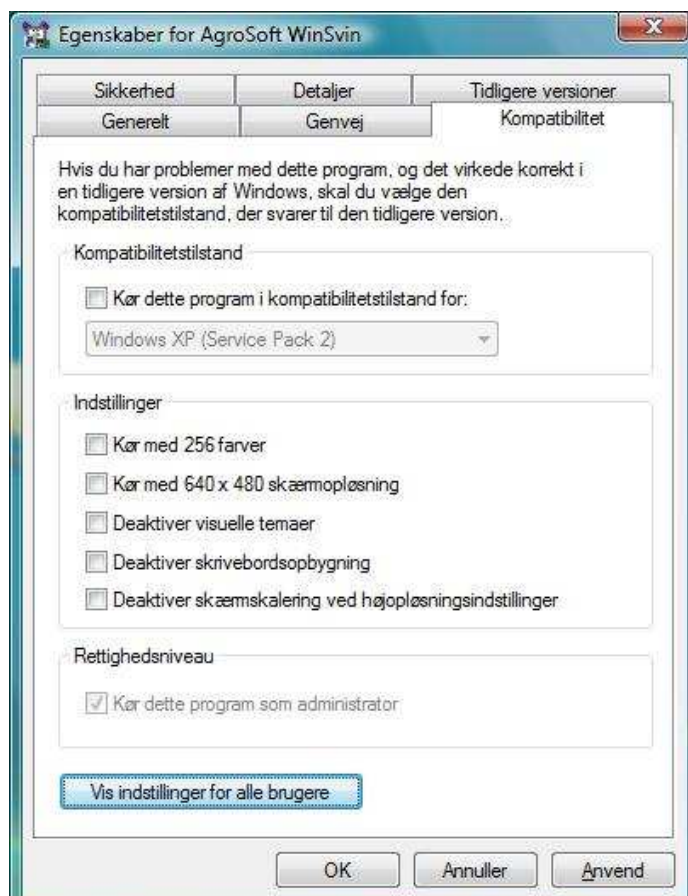 Egenskaber for AgroSoft WinSvin
Sikkerhed Detaljer Tidligere versioner
Generelt Genvej Kompatibilitet
Hvis du har problemer med dette program, og det virkede korrekt i
en tidligere version af Windows, skal du vælge den
kompatibilitetstilstand, der svarer til den tidligere version.
Kompatibilitetstilstand
Kør dette program i kompatibilitetstilstand for:
Windows XP (Service Pack 2)
Indstillinger
Kør med 256 farver
Kør med 640 x 480 skærmopløsning
Deaktiver visuelle temaer
Deaktiver skrivebordsopbygning
Deaktiver skærmskalering ved højopløsningsindstillinger
Rettighedsniveau
Kør dette program som administrator
Vis indstillinger for alle brugere
OK Annuller Anvend